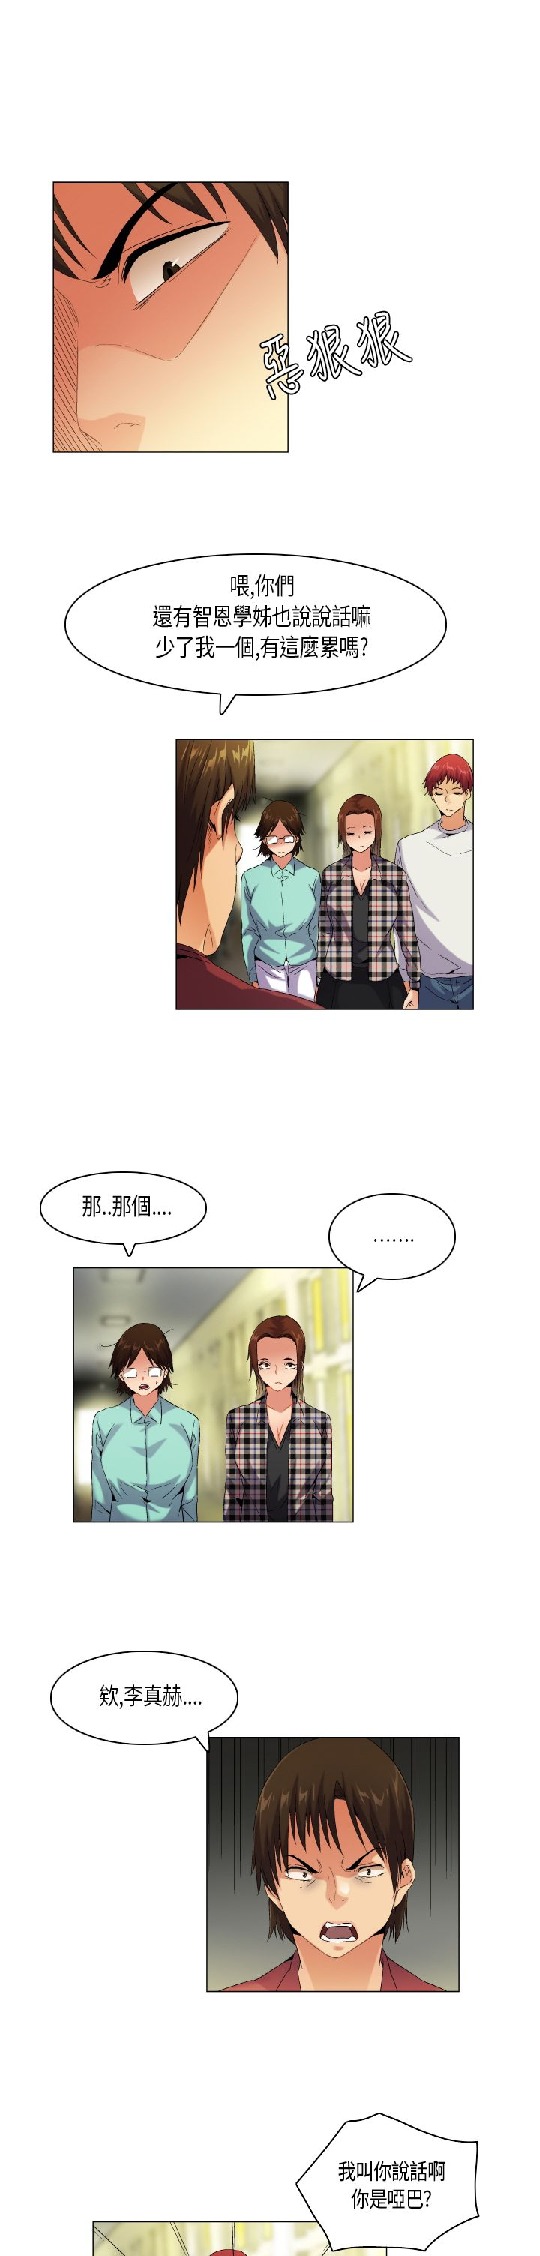 惡狠狠
喂,你們
還有智恩學姊也說說話嘛
少了我一個,有這麼累嗎?
那..那個....
.......
欸,李真赫....
我叫你說話啊
你是啞巴?